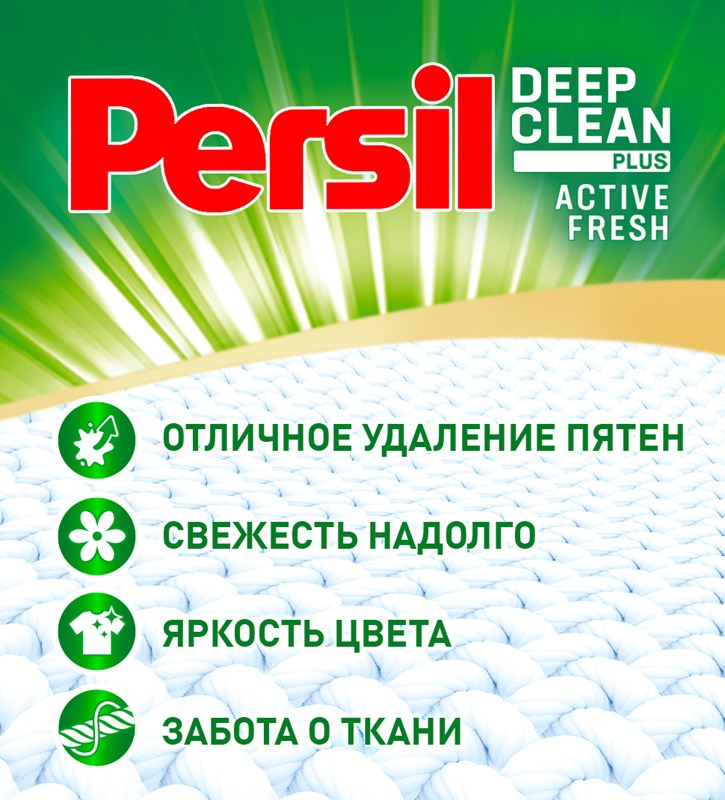 Persil
DEEP
CLEAN
PLUS
ACTIVE
FRESH
ОТЛИЧНОЕ УДАЛЕНИЕ ПЯТЕН
СВЕЖЕСТЬ НАДОЛГО
ЯРКОСТЬ ЦВЕТА
ЗАБОТА О ТКАНИ